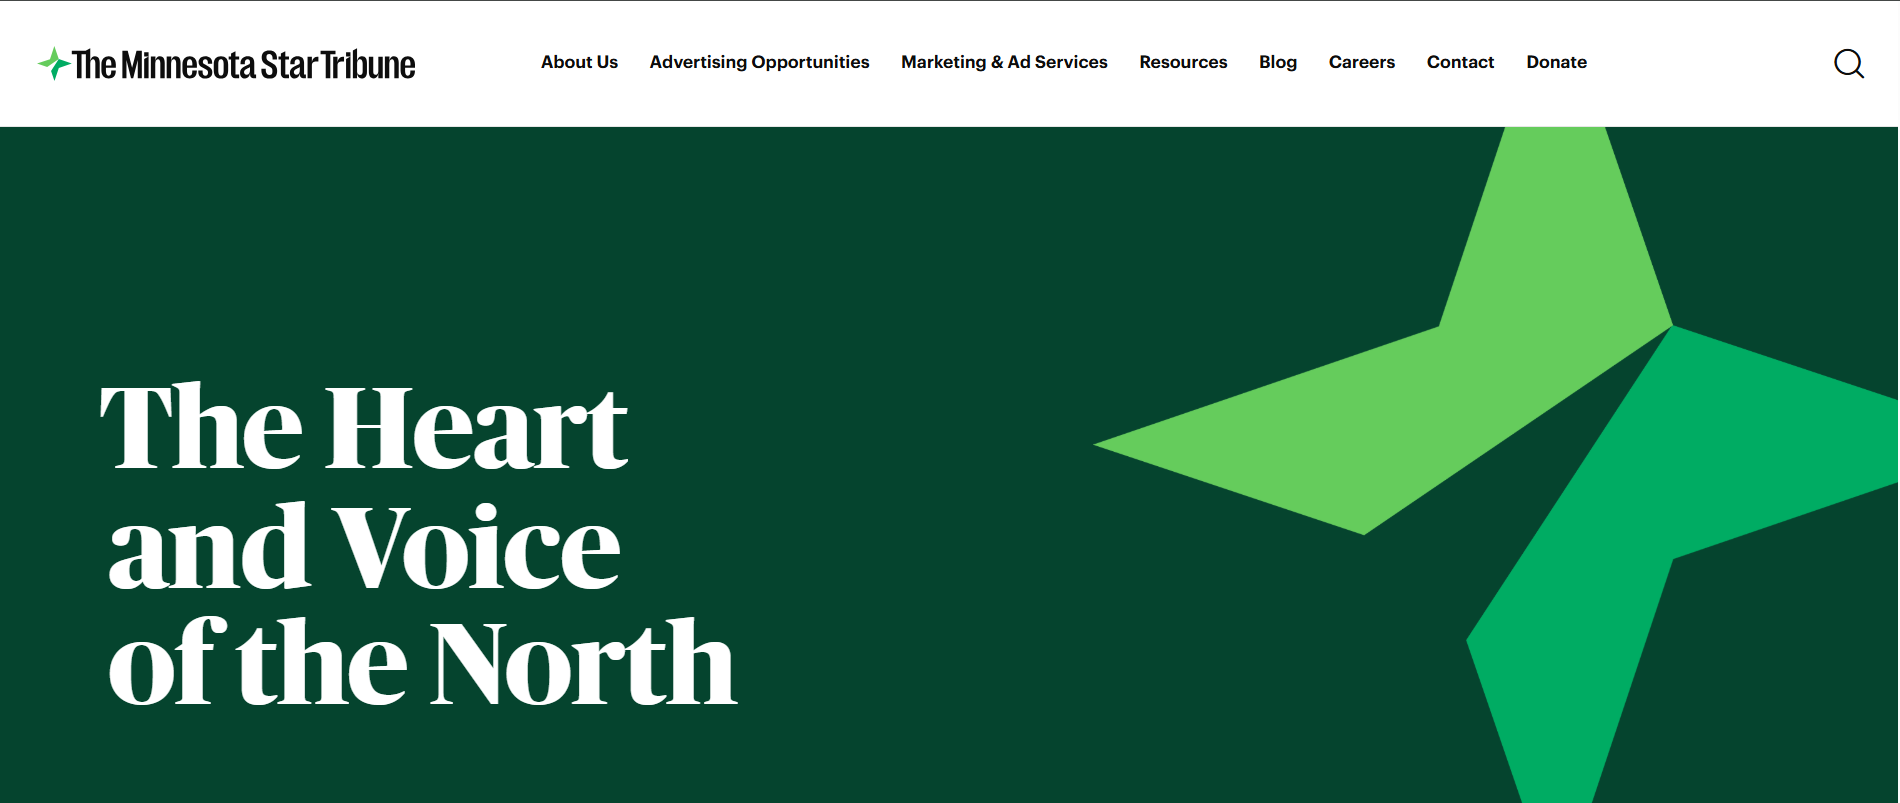 The Minnesota Star Tribune
About Us Advertising Opportunities Marketing & Ad Services Resources Blog Careers Contact Donate
The Heart
and Voice
of the North